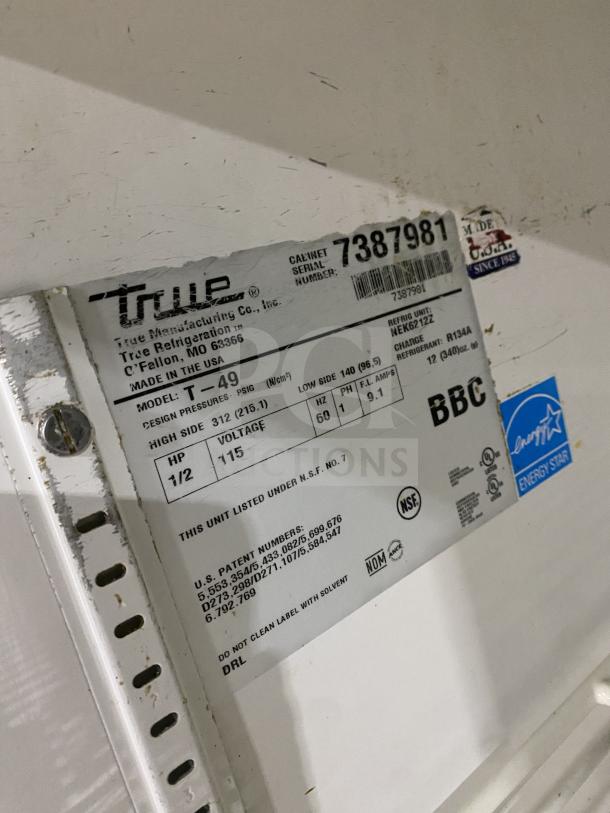 True®
True Manufacturing Co., Inc.
True Refrigeration ™
O'Fallon, MO 63366
MADE IN THE USA
CABINET
SERIAL
NUMBER: 7387981
7387981
MODEL: T-49
REFRIG UNIT:
NEK6212Z
DESIGN PRESSURES PSIG (N/cm²)
HIGH SIDE 312 (215.1) LOW SIDE 140 (96.5)
CHARGE
REFRIGERANT: R134A
12 (340)oz. (g)
HP VOLTAGE HZ PH F.L. AMPS
1/2 115 60 1 9.1
BBC
THIS UNIT LISTED UNDER N.S.F. NO. 7
NSF
U.S. PATENT NUMBERS:
5,553,354/5,433,082/5,699,676
D273,298/D271,107/5,584,547
6,792,769
NOM
DO NOT CLEAN LABEL WITH SOLVENT
DRL
MADE
U.S.A.
SINCE 1945
energy
ENERGY STAR
PCI
AUCTIONS